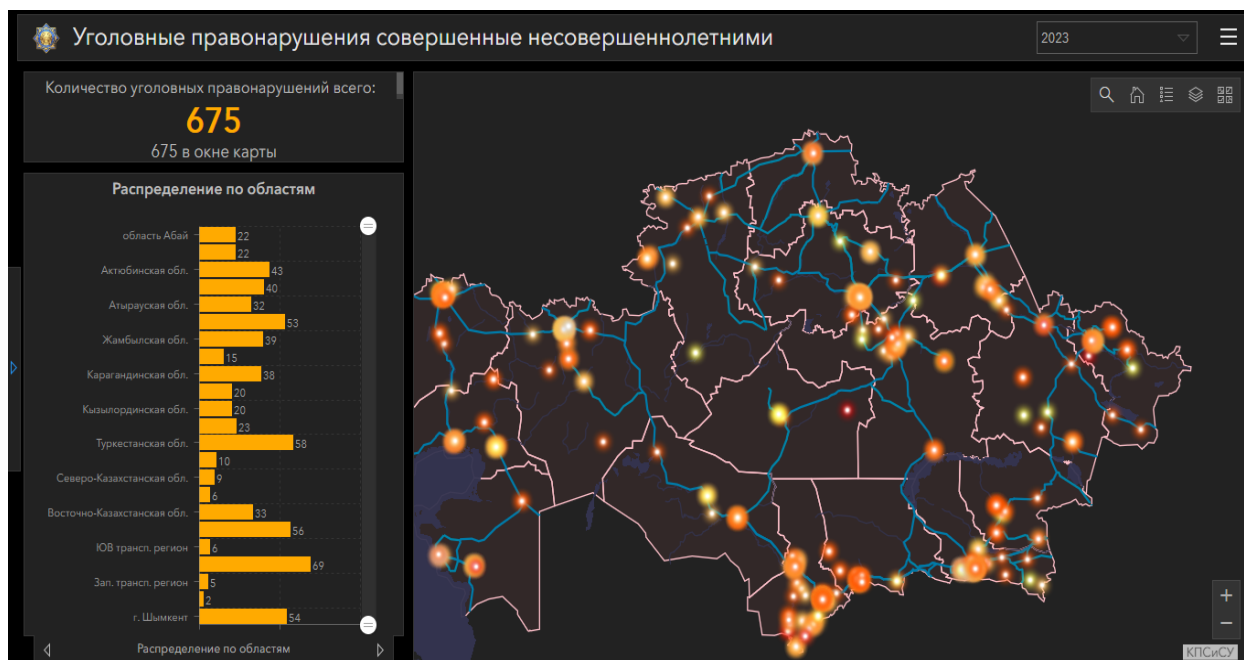 Уголовные правонарушения совершенные несовершеннолетними
2023
Количество уголовных правонарушений всего:
675
675 в окне карты
Распределение по областям
область Абай 22
22
Актюбинская обл. 43
40
Атырауская обл. 32
53
Жамбылская обл. 39
15
Карагандинская обл. 38
20
Кызылординская обл. 20
23
Туркестанская обл. 58
10
Северо-Казахстанская обл. 9
6
Восточно-Казахстанская обл. 33
56
ЮВ трансп. регион 6
69
Зап. трансп. регион 5
2
г. Шымкент 54
Распределение по областям
КПСиСУ